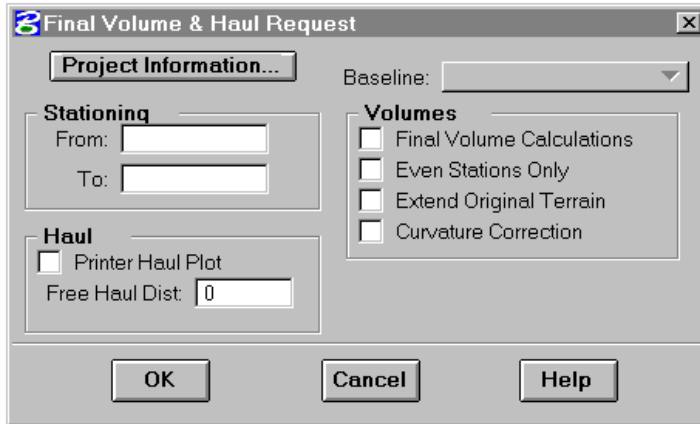 Final Volume & Haul Request
Project Information...
Baseline:
Stationing
From:
To:
Volumes
Final Volume Calculations
Even Stations Only
Extend Original Terrain
Curvature Correction
Haul
Printer Haul Plot
Free Haul Dist: 0
OK Cancel Help